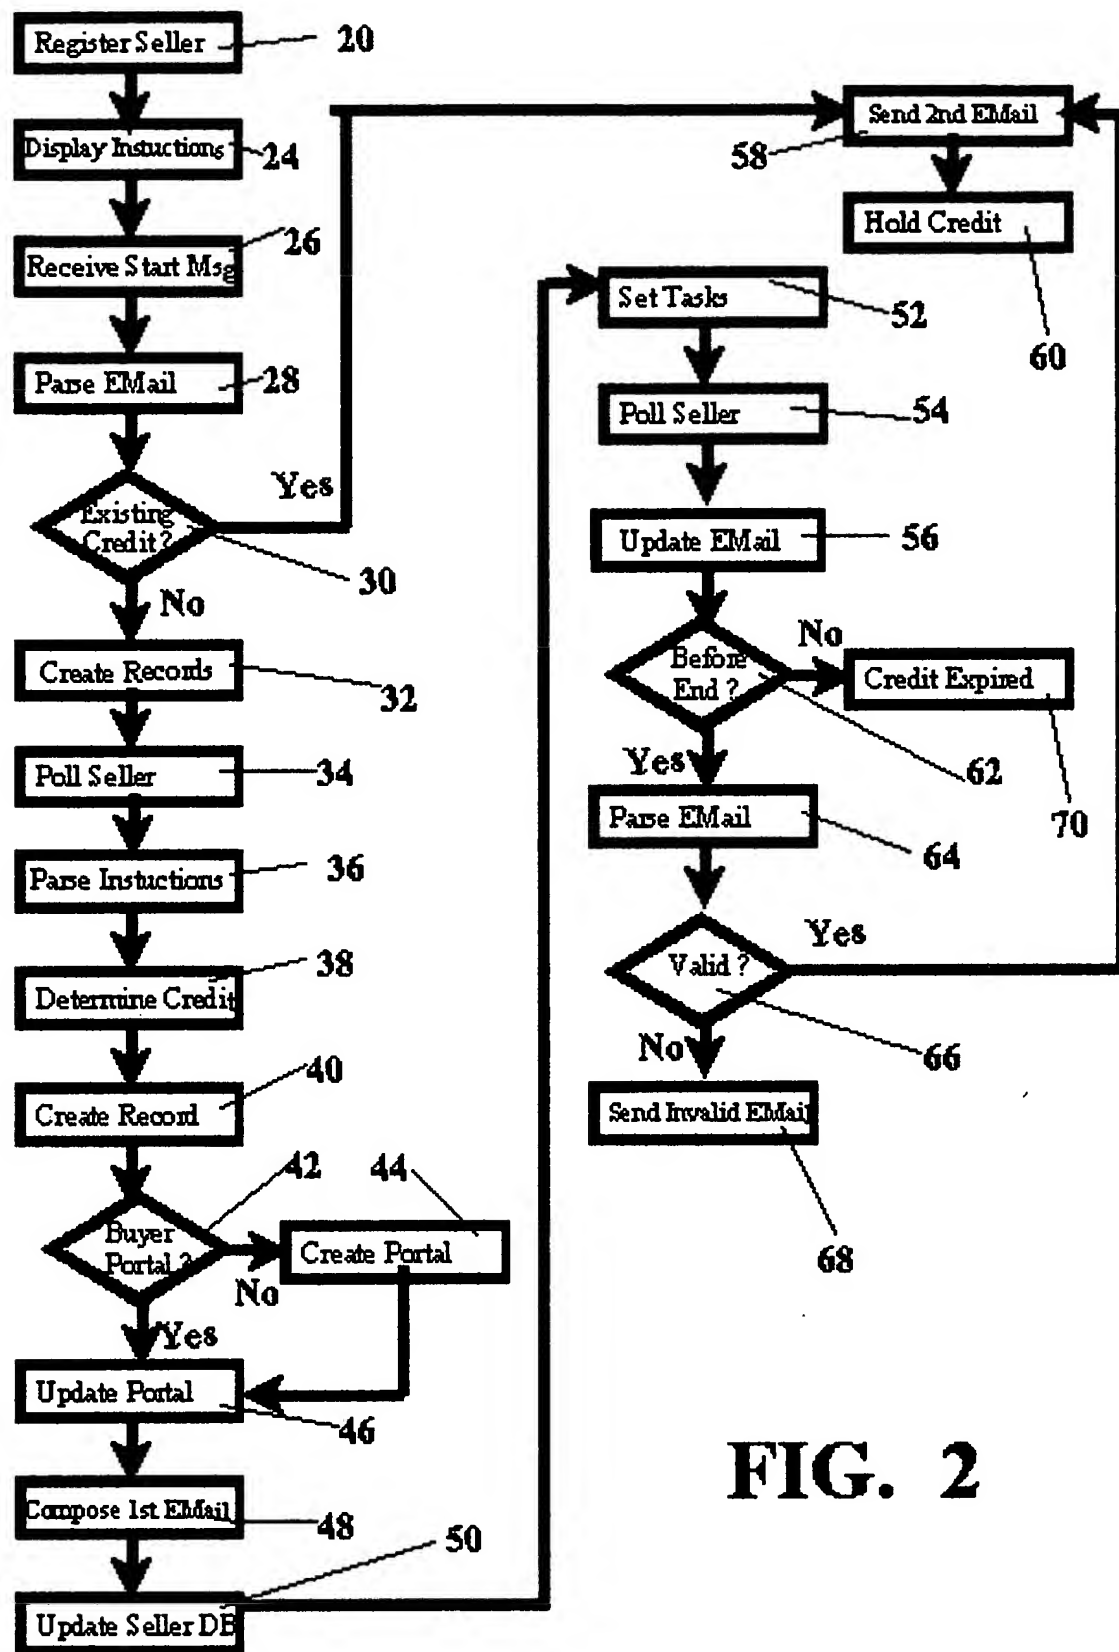 Register Seller
20
Display Instuctions
24
26
Receive Start Msg
Parse EMail
28
Yes
Existing
Credit ?
30
No
Create Records
32
Poll Seller
34
Parse Instuctions
36
38
Determine Credit
40
Create Record
42
44
Buyer
Portal ?
Create Portal
No
Yes
Update Portal
46
Compose 1st EMail
48
50
Update Seller DB
Send 2nd EMail
58
Hold Credit
60
Set Tasks
52
Poll Seller
54
Update EMail
56
No
Before
End ?
Credit Expired
62
Yes
70
Parse EMail
64
Yes
Valid ?
66
No
Send Invalid EMail
68
FIG. 2